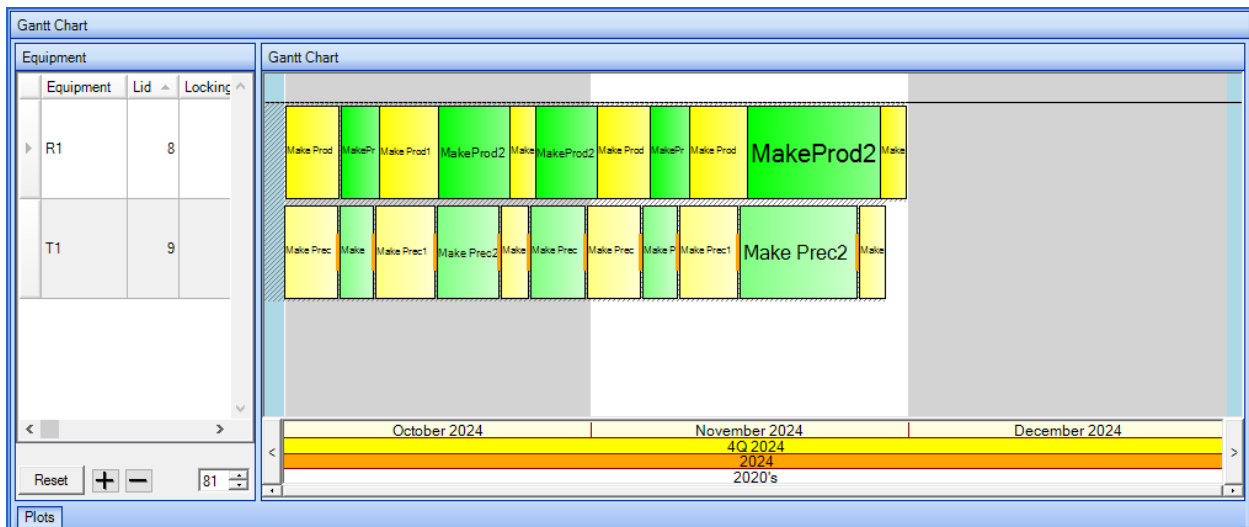 Gantt Chart
Equipment
Gantt Chart
Equipment Lid Locking
R1 8
T1 9
Make Prod MakePr Make Prod1 MakeProd2 Make MakeProd2 Make Prod MakePr Make Prod MakeProd2 Make
Make Prec Make Make Prec1 Make Prec2 Make Make Prec Make Prec Make P Make Prec1 Make Prec2 Make
October 2024 November 2024 December 2024
4Q 2024
2024
2020's
Reset 81
Plots